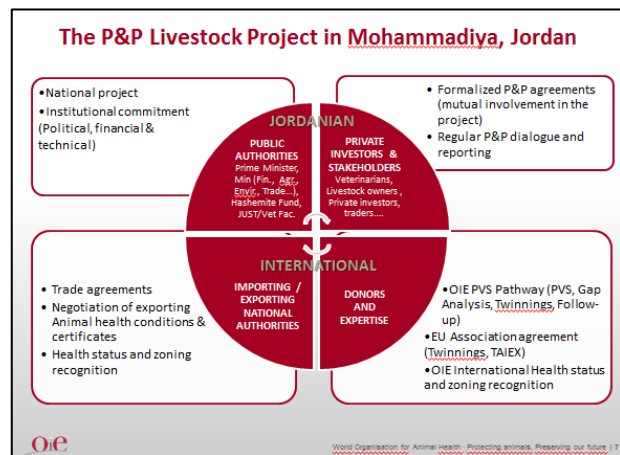 The P&P Livestock Project in Mohammadiya, Jordan
•National project
•Institutional commitment
(Political, financial &
technical)
• Formalized P&P agreements
(mutual involvement in the
project)
• Regular P&P dialogue and
reporting
JORDANIAN
PUBLIC
AUTHORITIES
Prime Minister,
Min (Fin., Agr.,
Envir., Trade...),
Hashemite Fund,
JUST/Vet Fac.
PRIVATE
INVESTORS &
STAKEHOLDERS
Veterinarians,
Livestock owners ,
Private investors,
traders....
INTERNATIONAL
IMPORTING /
EXPORTING
NATIONAL
AUTHORITIES
DONORS
AND
EXPERTISE
• Trade agreements
• Negotiation of exporting
Animal health conditions &
certificates
• Health status and zoning
recognition
•OIE PVS Pathway (PVS, Gap
Analysis, Twinnings, Follow-
up)
•EU Association agreement
(Twinnings, TAIEX)
•OIE International Health status
and zoning recognition
OiE
World Organisation for Animal Health · Protecting animals, Preserving our future | 7